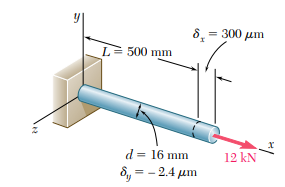 y
δx = 300 μm
L = 500 mm
z
x
d = 16 mm
12 kN
δy = – 2.4 μm